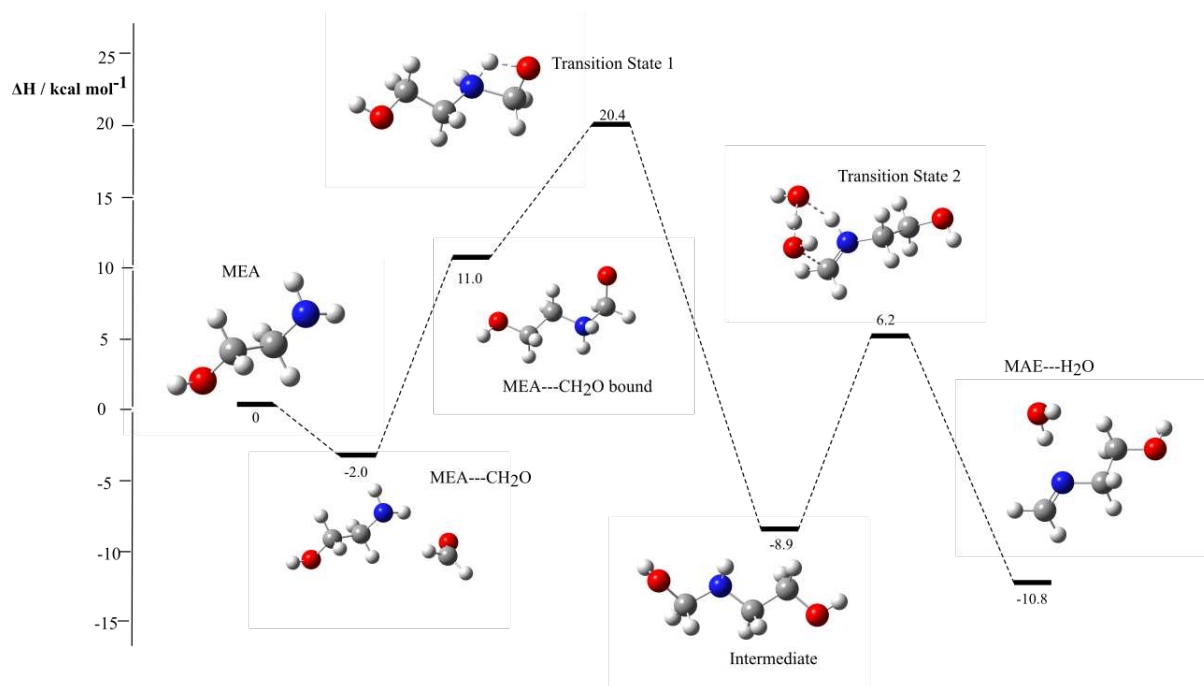 25
Transition State 1
ΔH / kcal mol-1
20
20.4
15
Transition State 2
10
MEA
11.0
5
6.2
MEA---CH2O bound
MAE---H2O
0
0
-2.0
MEA---CH2O
-5
-8.9
-10
-10.8
-15
Intermediate